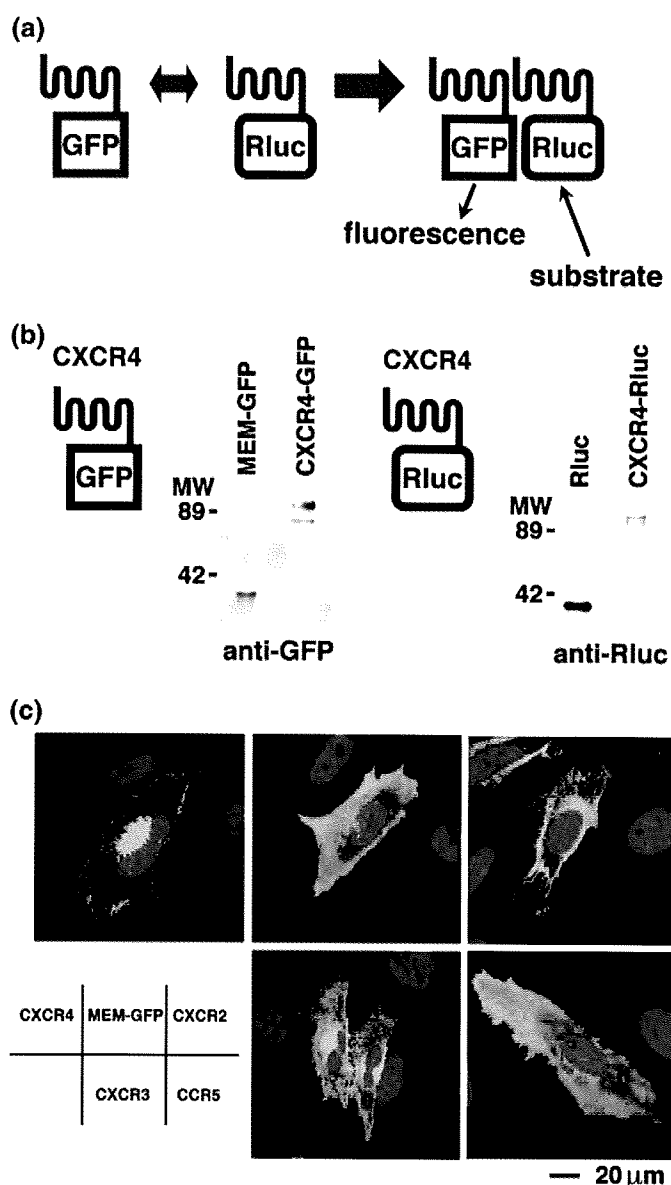 (a)
GFP Rluc GFP Rluc
fluorescence
substrate
(b)
CXCR4
GFP
MW
89
42
MEM-GFP
CXCR4-GFP
anti-GFP
CXCR4
Rluc
MW
89
42
Rluc
CXCR4-Rluc
anti-Rluc
(c)
CXCR4 MEM-GFP CXCR2
CXCR3 CCR5
20 μm